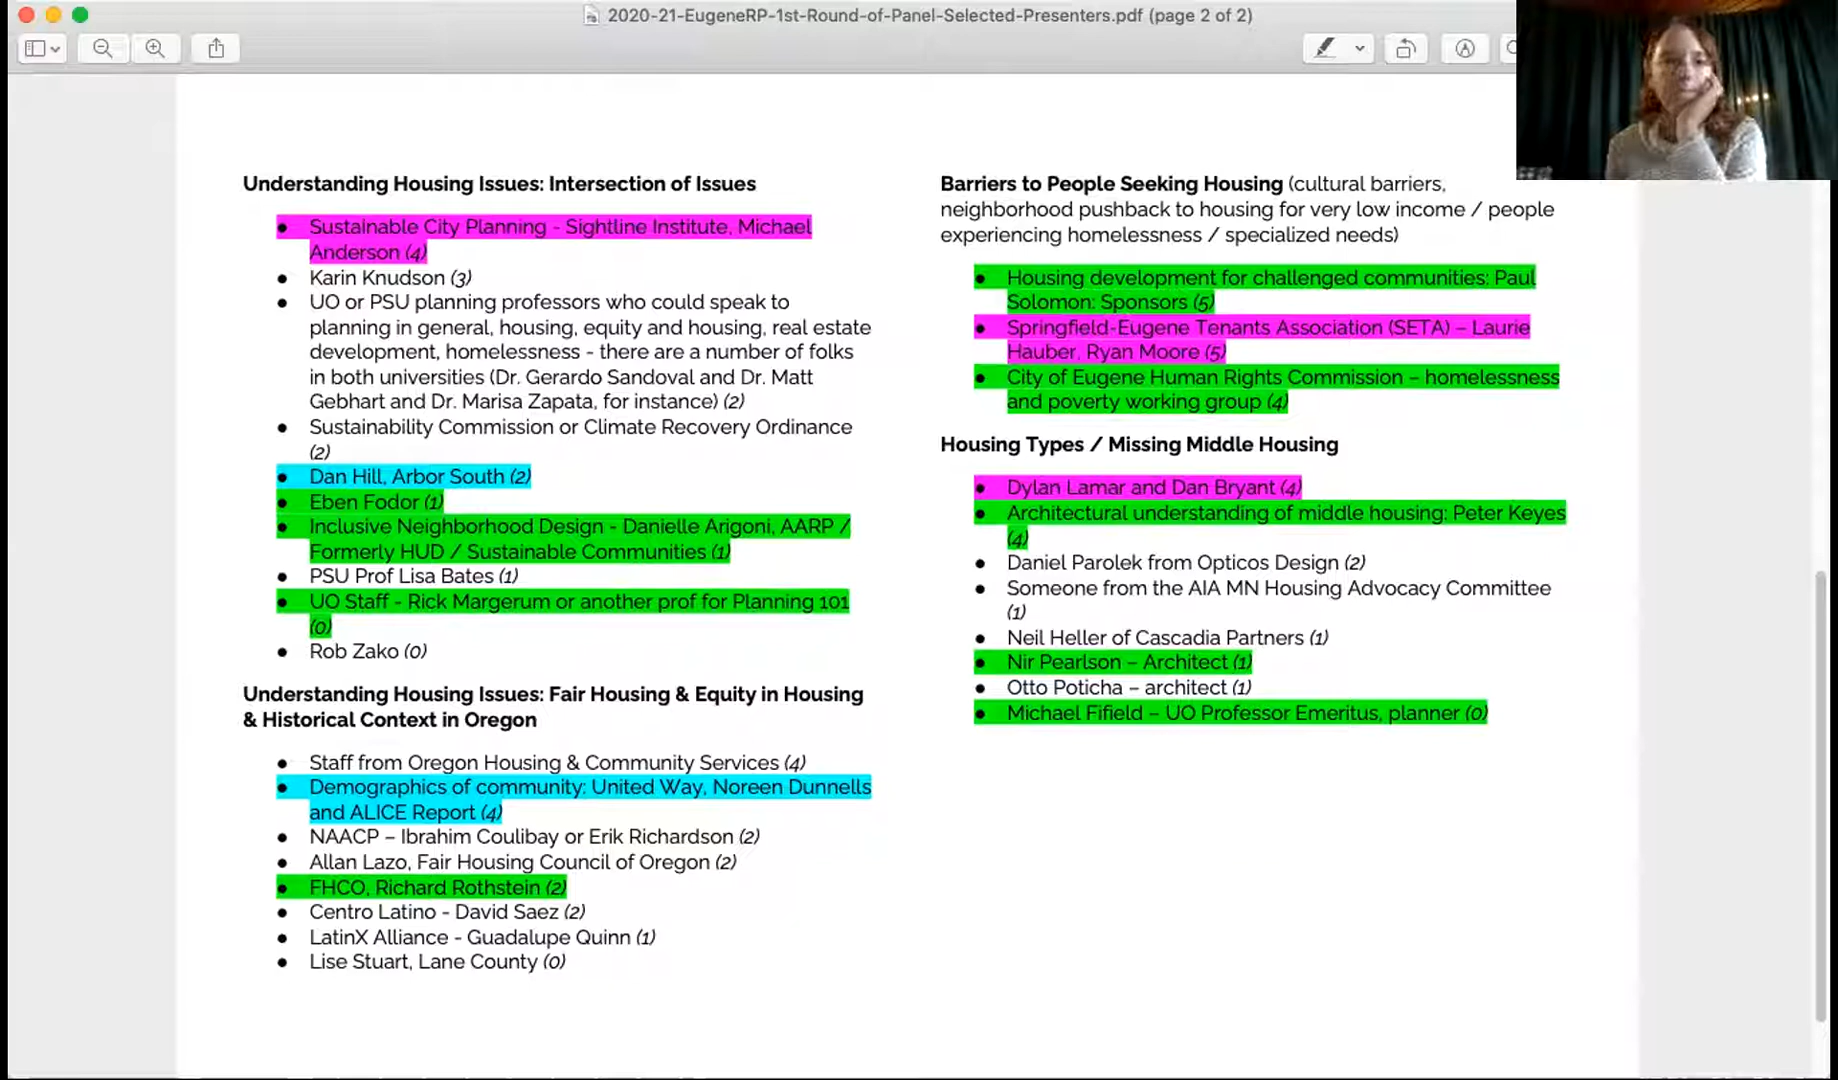 2020-21-EugeneRP-1st-Round-of-Panel-Selected-Presenters.pdf (page 2 of 2)
Understanding Housing Issues: Intersection of Issues
● Sustainable City Planning - Sightline Institute, Michael
Anderson (4)
● Karin Knudson (3)
● UO or PSU planning professors who could speak to
planning in general, housing, equity and housing, real estate
development, homelessness - there are a number of folks
in both universities (Dr. Gerardo Sandoval and Dr. Matt
Gebhart and Dr. Marisa Zapata, for instance) (2)
● Sustainability Commission or Climate Recovery Ordinance
(2)
● Dan Hill, Arbor South (2)
● Eben Fodor (1)
● Inclusive Neighborhood Design - Danielle Arigoni, AARP /
Formerly HUD / Sustainable Communities (1)
● PSU Prof Lisa Bates (1)
● UO Staff - Rick Margerum or another prof for Planning 101
(0)
● Rob Zako (0)
Understanding Housing Issues: Fair Housing & Equity in Housing
& Historical Context in Oregon
● Staff from Oregon Housing & Community Services (4)
● Demographics of community: United Way, Noreen Dunnells
and ALICE Report (4)
● NAACP – Ibrahim Coulibay or Erik Richardson (2)
● Allan Lazo, Fair Housing Council of Oregon (2)
● FHCO, Richard Rothstein (2)
● Centro Latino - David Saez (2)
● LatinX Alliance - Guadalupe Quinn (1)
● Lise Stuart, Lane County (0)
Barriers to People Seeking Housing (cultural barriers,
neighborhood pushback to housing for very low income / people
experiencing homelessness / specialized needs)
● Housing development for challenged communities: Paul
Solomon: Sponsors (5)
● Springfield-Eugene Tenants Association (SETA) – Laurie
Hauber, Ryan Moore (5)
● City of Eugene Human Rights Commission – homelessness
and poverty working group (4)
Housing Types / Missing Middle Housing
● Dylan Lamar and Dan Bryant (4)
● Architectural understanding of middle housing: Peter Keyes
(4)
● Daniel Parolek from Opticos Design (2)
● Someone from the AIA MN Housing Advocacy Committee
(1)
● Neil Heller of Cascadia Partners (1)
● Nir Pearlson – Architect (1)
● Otto Poticha – architect (1)
● Michael Fifield – UO Professor Emeritus, planner (0)